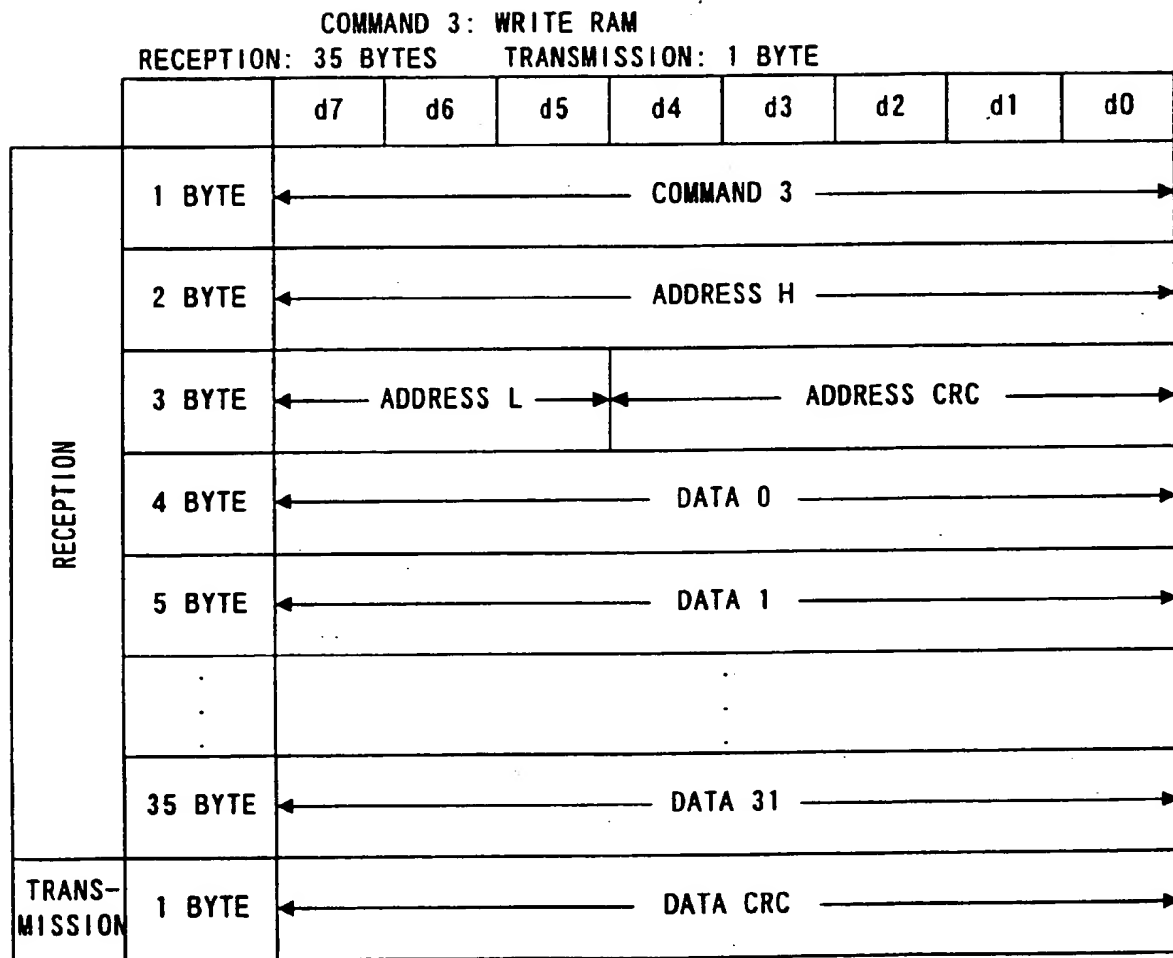 COMMAND 3: WRITE RAM
RECEPTION: 35 BYTES TRANSMISSION: 1 BYTE
d7 d6 d5 d4 d3 d2 d1 d0
RECEPTION
1 BYTE COMMAND 3
2 BYTE ADDRESS H
3 BYTE ADDRESS L ADDRESS CRC
4 BYTE DATA 0
5 BYTE DATA 1
35 BYTE DATA 31
TRANS-
MISSION
1 BYTE DATA CRC